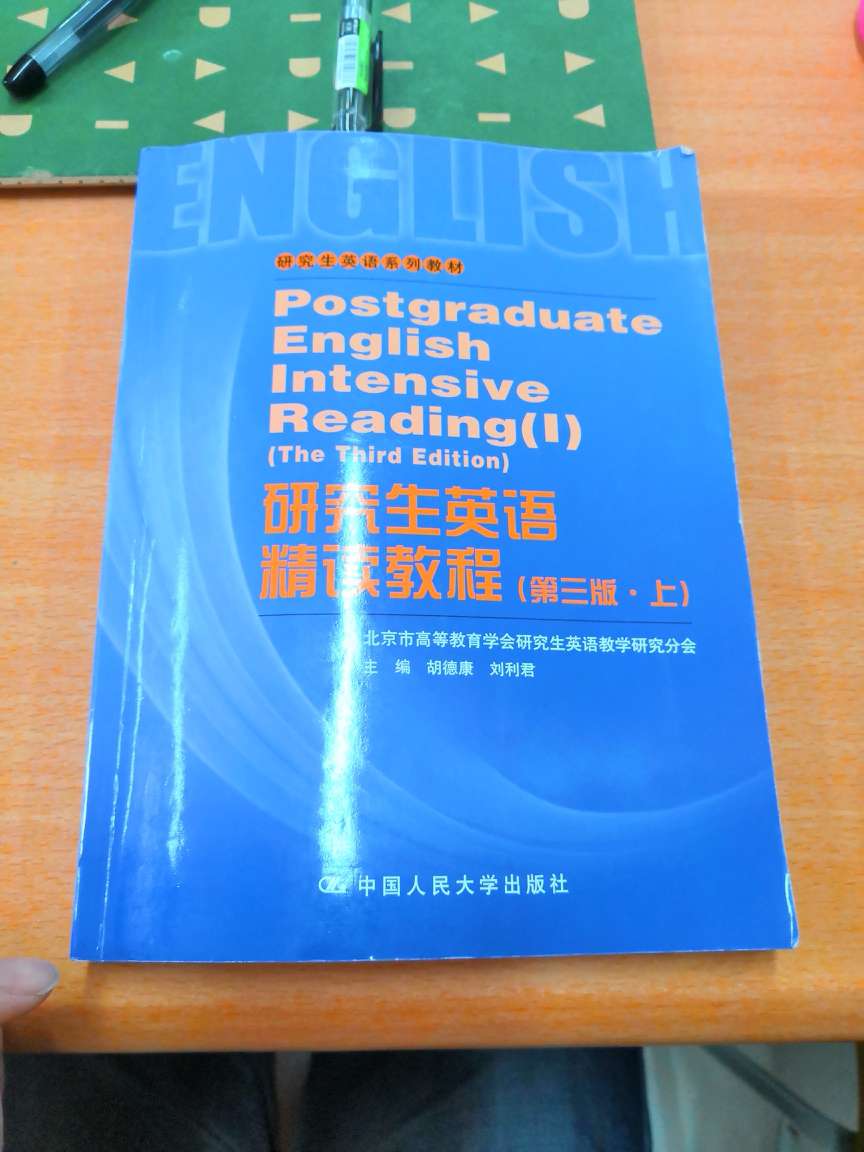 ENGLISH
研究生英语系列教材
Postgraduate
English
Intensive
Reading(I)
(The Third Edition)
研究生英语
精读教程(第三版·上)
北京市高等教育学会研究生英语教学研究分会
主 编 胡德康 刘利君
中国人民大学出版社